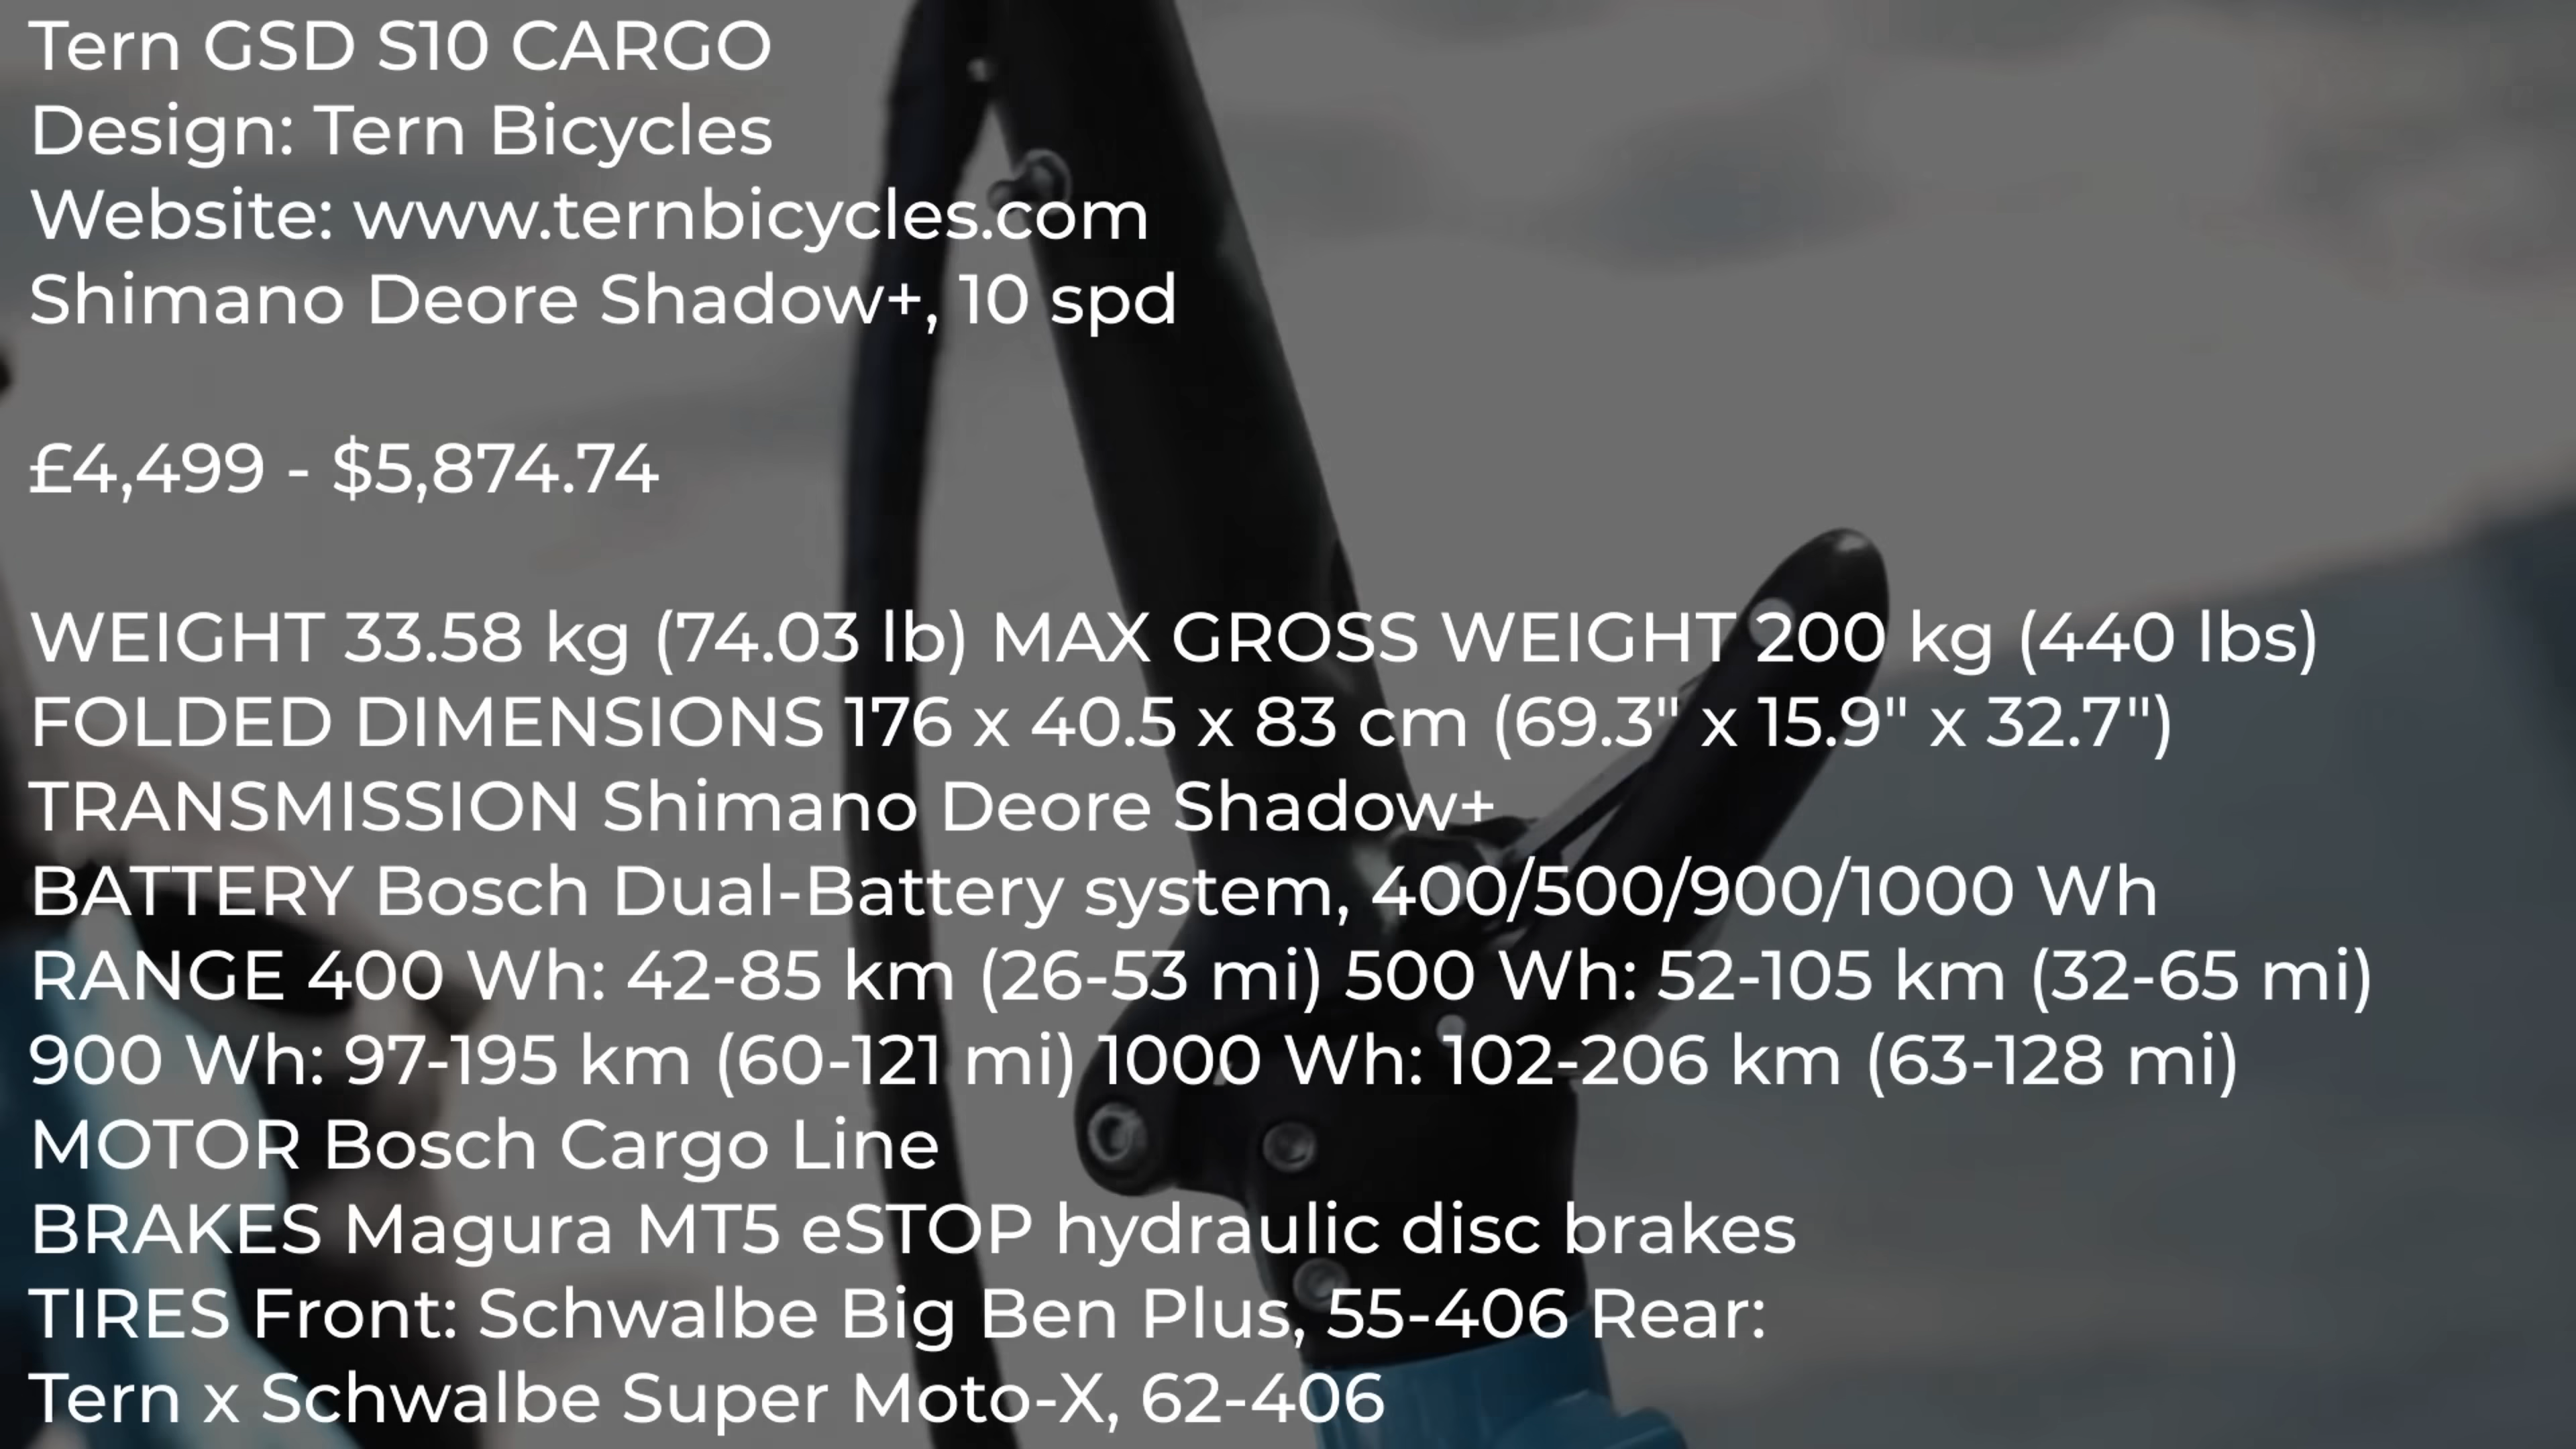 Tern GSD S10 CARGO
Design: Tern Bicycles
Website: www.ternbicycles.com
Shimano Deore Shadow+, 10 spd
£4,499 - $5,874.74
WEIGHT 33.58 kg (74.03 lb) MAX GROSS WEIGHT 200 kg (440 lbs)
FOLDED DIMENSIONS 176 x 40.5 x 83 cm (69.3" x 15.9" x 32.7")
TRANSMISSION Shimano Deore Shadow+
BATTERY Bosch Dual-Battery system, 400/500/900/1000 Wh
RANGE 400 Wh: 42-85 km (26-53 mi) 500 Wh: 52-105 km (32-65 mi)
900 Wh: 97-195 km (60-121 mi) 1000 Wh: 102-206 km (63-128 mi)
MOTOR Bosch Cargo Line
BRAKES Magura MT5 eSTOP hydraulic disc brakes
TIRES Front: Schwalbe Big Ben Plus, 55-406 Rear:
Tern x Schwalbe Super Moto-X, 62-406